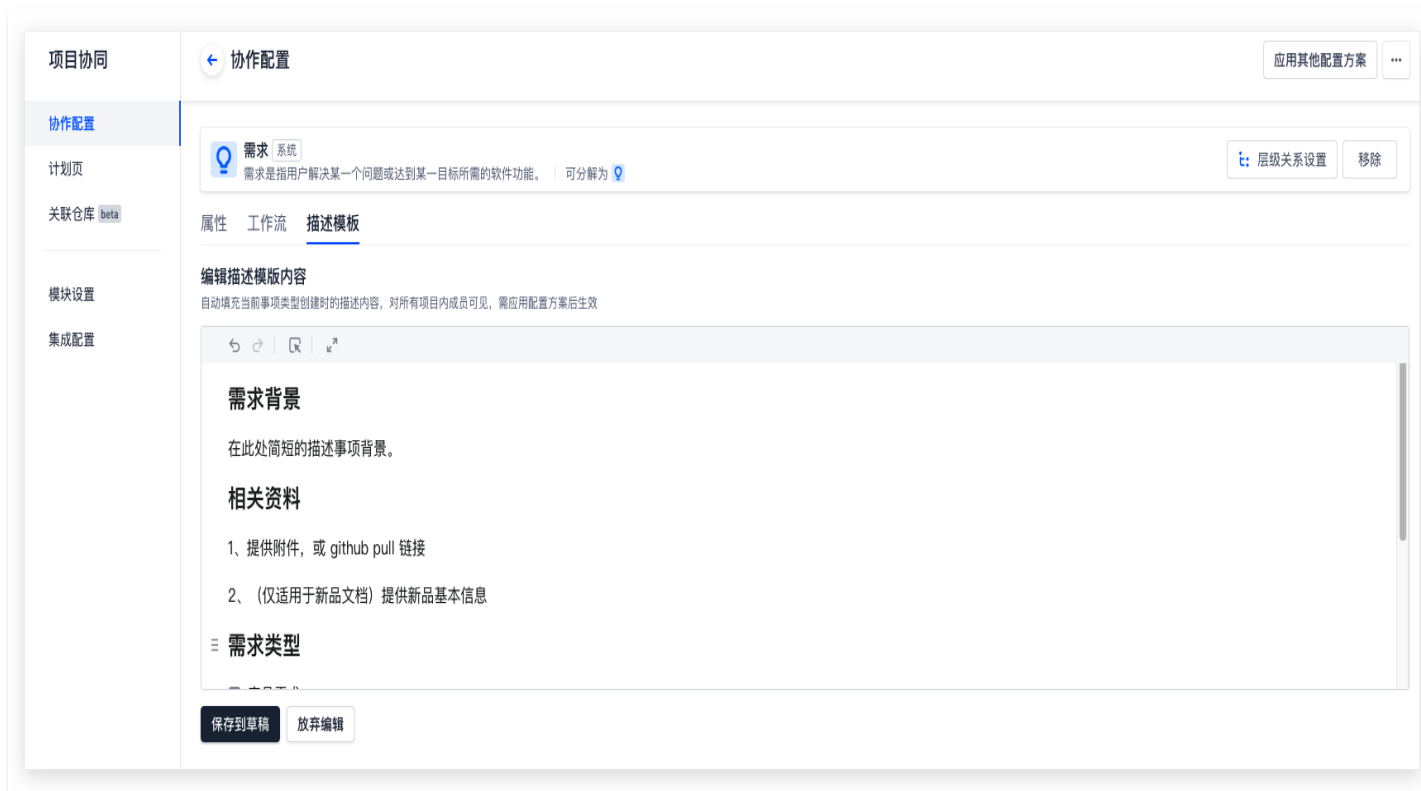 项目协同
协作配置
计划页
关联仓库 beta
模块设置
集成配置
协作配置
应用其他配置方案
需求 系统
需求是指用户解决某一个问题或达到某一目标所需的软件功能。 可分解为
层级关系设置 移除
属性 工作流 描述模板
编辑描述模版内容
自动填充当前事项类型创建时的描述内容，对所有项目内成员可见，需应用配置方案后生效
需求背景
在此处简短的描述事项背景。
相关资料
1、提供附件，或 github pull 链接
2、（仅适用于新品文档）提供新品基本信息
需求类型
保存到草稿 放弃编辑